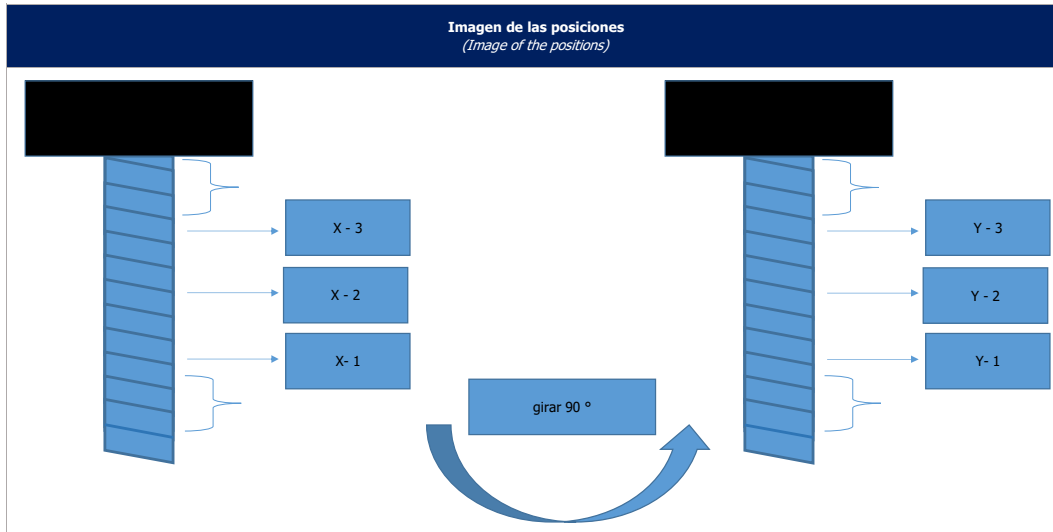 Imagen de las posiciones
(Image of the positions)
X - 3
X - 2
X- 1
girar 90 °
Y - 3
Y - 2
Y- 1